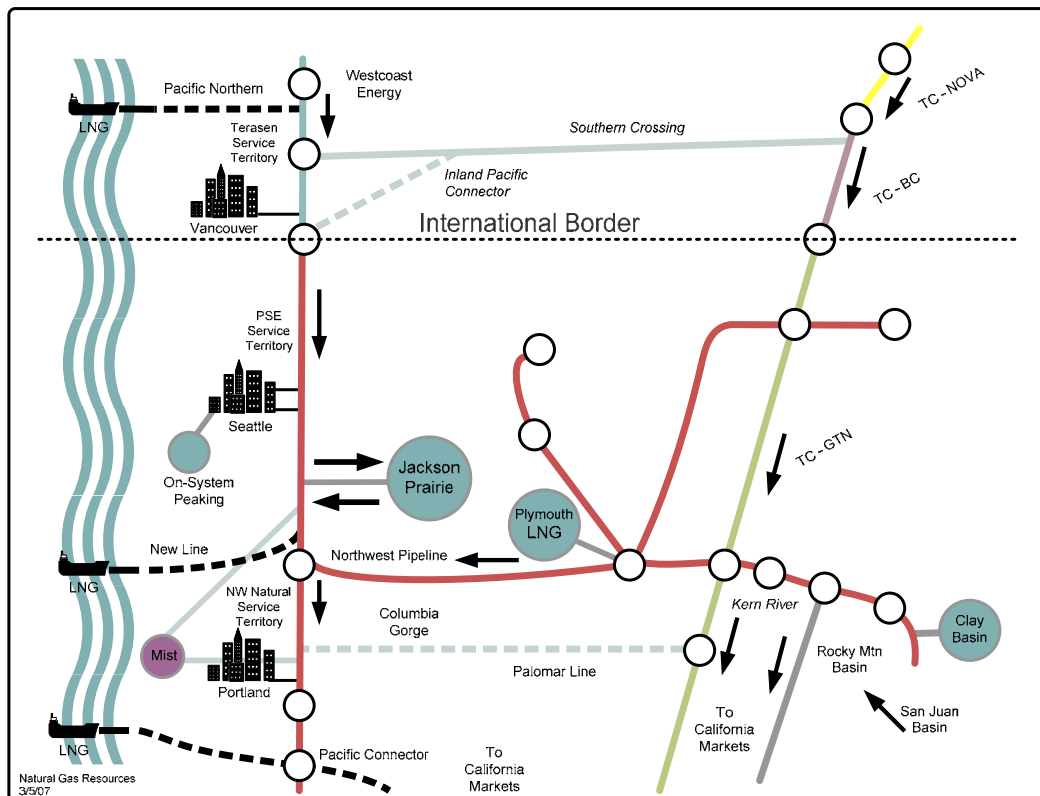 Pacific Northern
Westcoast
Energy
TC-NOVA
LNG
Terasen
Service
Territory
Southern Crossing
Inland Pacific
Connector
TC-BC
Vancouver
International Border
PSE
Service
Territory
Seattle
On-System
Peaking
Jackson
Prairie
TC-GTN
Plymouth
LNG
New Line
Northwest Pipeline
LNG
NW Natural
Service
Territory
Columbia
Gorge
Kern River
Clay
Basin
Mist
Rocky Mtn
Basin
Palomar Line
Portland
San Juan
Basin
To
California
Markets
LNG
Pacific Connector
To
California
Markets
Natural Gas Resources
3/5/07